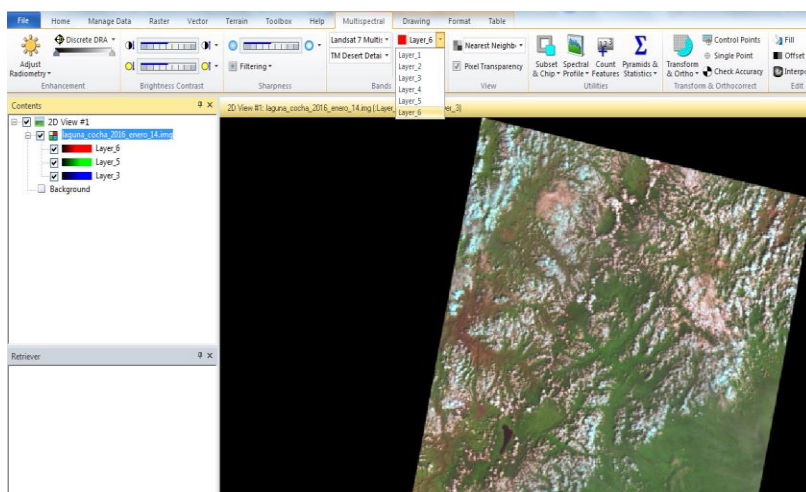 File Home Manage Data Raster Vector Terrain Toolbox Help Multispectral Drawing Format Table
Discrete DRA
Adjust
Radiometry
Enhancement
Brightness Contrast
Filtering
Sharpness
Landsat 7 Multi:
TM Desert Detai
Bands
Layer_6
Layer_1
Layer_2
Layer_3
Layer_4
Layer_5
Layer_6
Nearest Neighb
Pixel Transparency
View
Subset
& Chip
Spectral
Profile
Count
Features
Pyramids &
Statistics
Utilities
Transform
& Ortho
Control Points
Single Point
Check Accuracy
Transform & Orthocorrect
Fill
Offset
Interp
Edit
Contents
2D View #1
laguna_cocha_2016_enero_14.img
Layer_6
Layer_5
Layer_3
Background
Retriever
2D View #1: laguna_cocha_2016_enero_14.img (:Layer_ er_3)